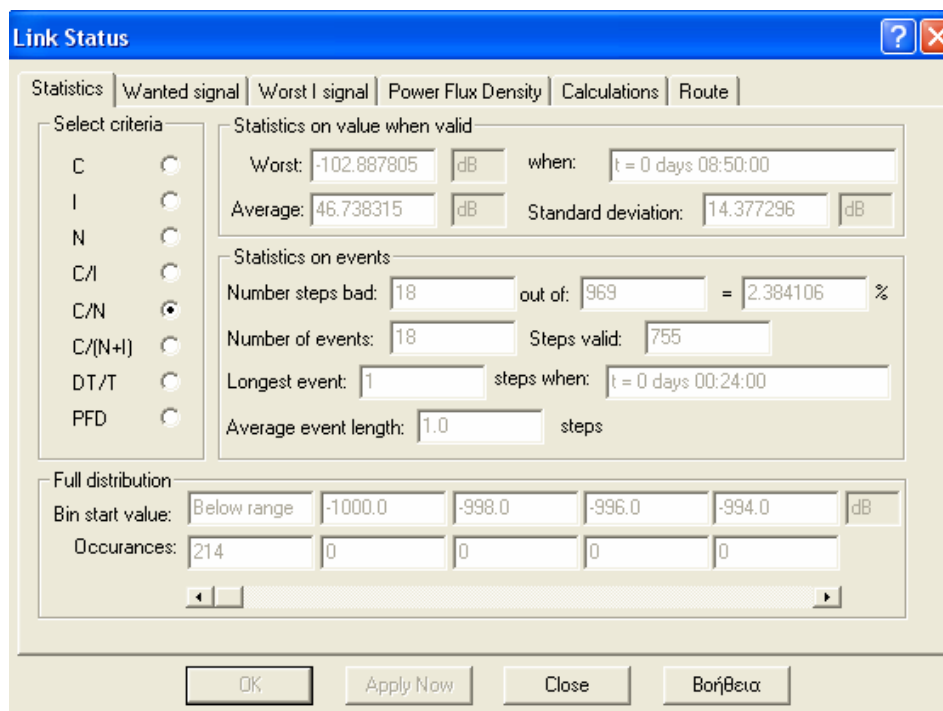 Link Status
Statistics Wanted signal Worst I signal Power Flux Density Calculations Route
Select criteria
C
I
N
C/I
C/N
C/(N+I)
DT/T
PFD
Statistics on value when valid
Worst: -102.887805 dB when: t = 0 days 08:50:00
Average: 46.738315 dB Standard deviation: 14.377296 dB
Statistics on events
Number steps bad: 18 out of: 969 = 2.384106 %
Number of events: 18 Steps valid: 755
Longest event: 1 steps when: t = 0 days 00:24:00
Average event length: 1.0 steps
Full distribution
Bin start value: Below range -1000.0 -998.0 -996.0 -994.0 dB
Occurances: 214 0 0 0 0
OK Apply Now Close Βοήθεια